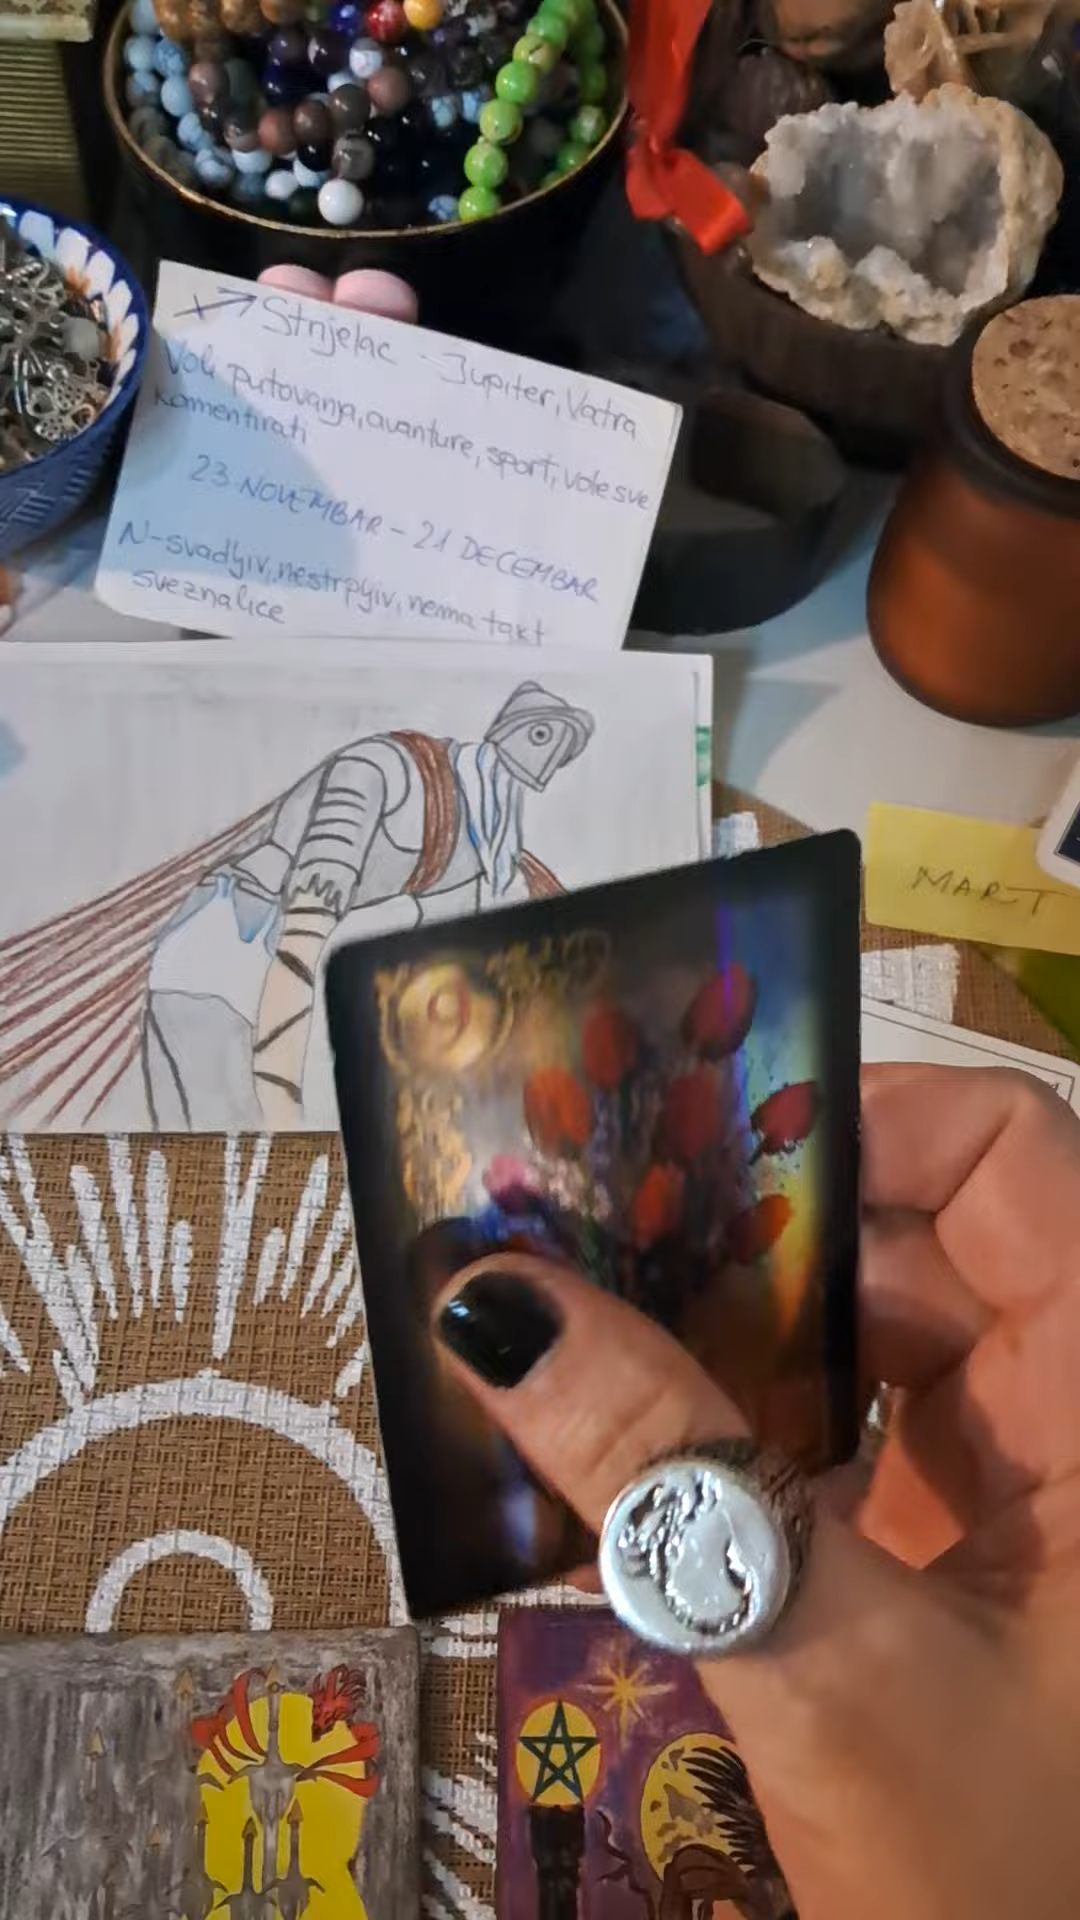 Strijelac - Jupiter, Vatra
Voli putovanja, avanture, sport, vole sve
komentirati
23. NOVEMBAR - 21 DECEMBAR
N-svadljiv, nestrpljiv, nema takt
sveznalice
MART